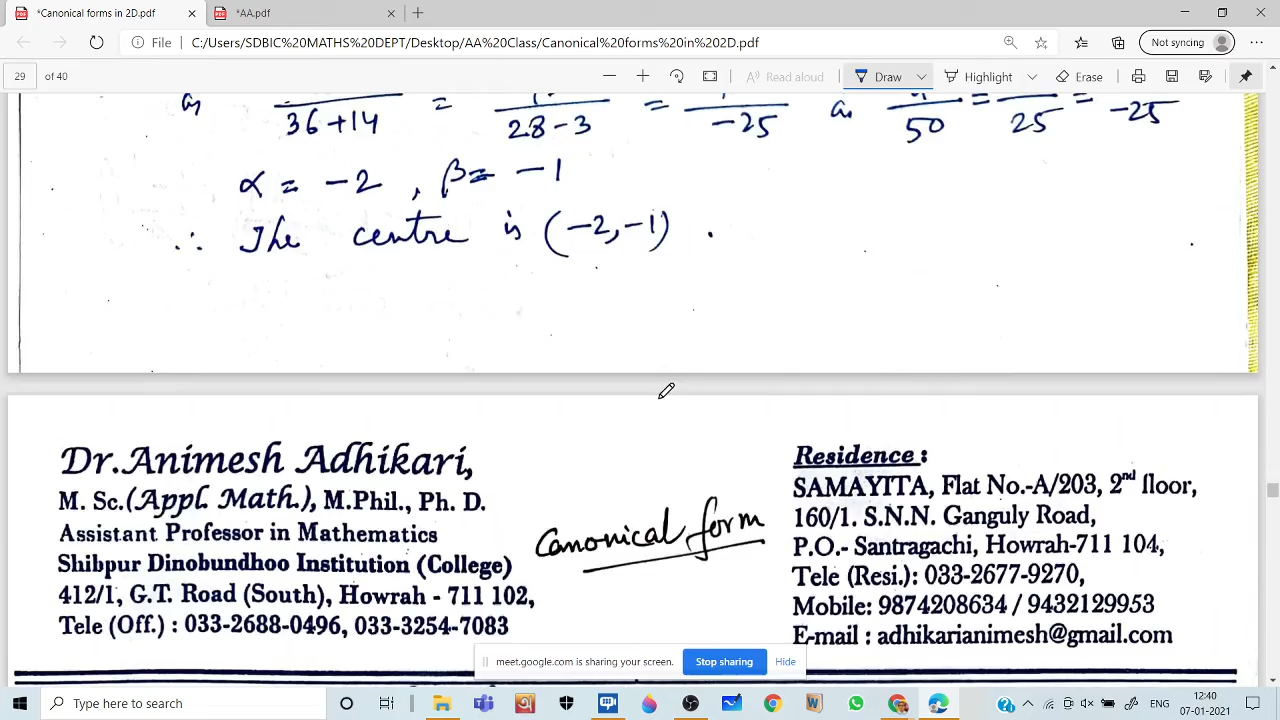 *Canonical forms in 2D.pdf
*AA.pdf
File C:/Users/SDBIC%20MATHS%20DEPT/Desktop/AA%20Class/Canonical%20forms%20in%202D.pdf
Not syncing
29 of 40
Read aloud
Draw
Highlight
Erase
36+14 = 28-3 = -25 50 = 25 = -25
α = -2 , β = -1
∴ The centre is (-2,-1) .
Dr.Animesh Adhikari,
M. Sc.(Appl. Math.), M.Phil., Ph. D.
Assistant Professor in Mathematics
Shibpur Dinobundhoo Institution (College)
412/1, G.T. Road (South), Howrah - 711 102,
Tele (Off.) : 033-2688-0496, 033-3254-7083
Canonical form
Residence :
SAMAYITA, Flat No.-A/203, 2nd floor,
160/1. S.N.N. Ganguly Road,
P.O.- Santragachi, Howrah-711 104,
Tele (Resi.): 033-2677-9270,
Mobile: 9874208634 / 9432129953
E-mail : adhikarianimesh@gmail.com
meet.google.com is sharing your screen.
Stop sharing
Hide
Type here to search
ENG
12:40
07-01-2021